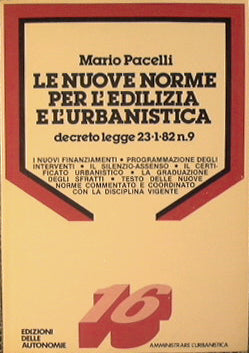 Mario Pacelli
LE NUOVE NORME
PER L'EDILIZIA
E L'URBANISTICA
decreto legge 23·1·82 n.9
I NUOVI FINANZIAMENTI • PROGRAMMAZIONE DEGLI
INTERVENTI • IL SILENZIO-ASSENSO • IL CERTI-
FICATO URBANISTICO • LA GRADUAZIONE
DEGLI SFRATTI • TESTO DELLE NUOVE
NORME COMMENTATO E COORDINATO
CON LA DISCIPLINA VIGENTE
16
EDIZIONI
DELLE
AUTONOMIE
AMMINISTRARE L'URBANISTICA